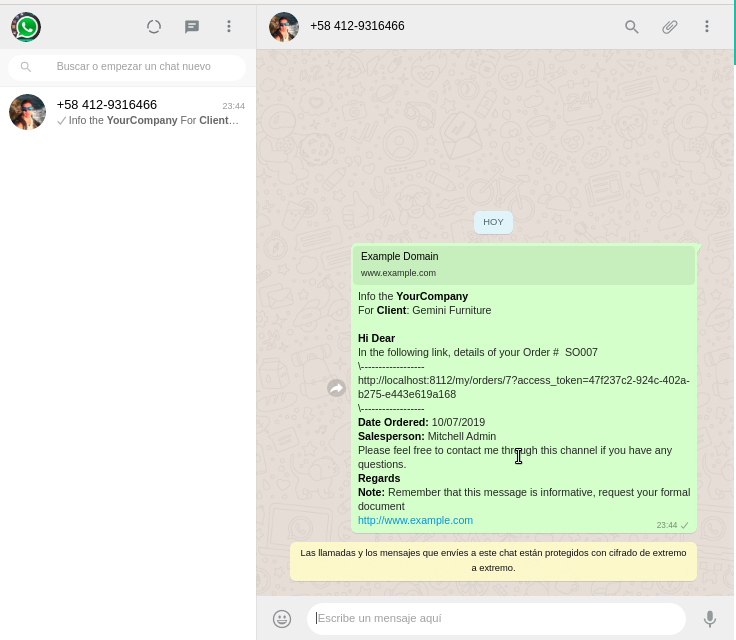 +58 412-9316466
Buscar o empezar un chat nuevo
+58 412-9316466
23:44
Info the YourCompany For Client...
HOY
Example Domain
www.example.com
Info the YourCompany
For Client: Gemini Furniture
Hi Dear
In the following link, details of your Order # SO007
\------------------
http://localhost:8112/my/orders/7?access_token=47f237c2-924c-402a-
b275-e443e619a168
\------------------
Date Ordered: 10/07/2019
Salesperson: Mitchell Admin
Please feel free to contact me through this channel if you have any
questions.
Regards
Note: Remember that this message is informative, request your formal
document
http://www.example.com
23:44
Las llamadas y los mensajes que envíes a este chat están protegidos con cifrado de extremo
a extremo.
Escribe un mensaje aquí